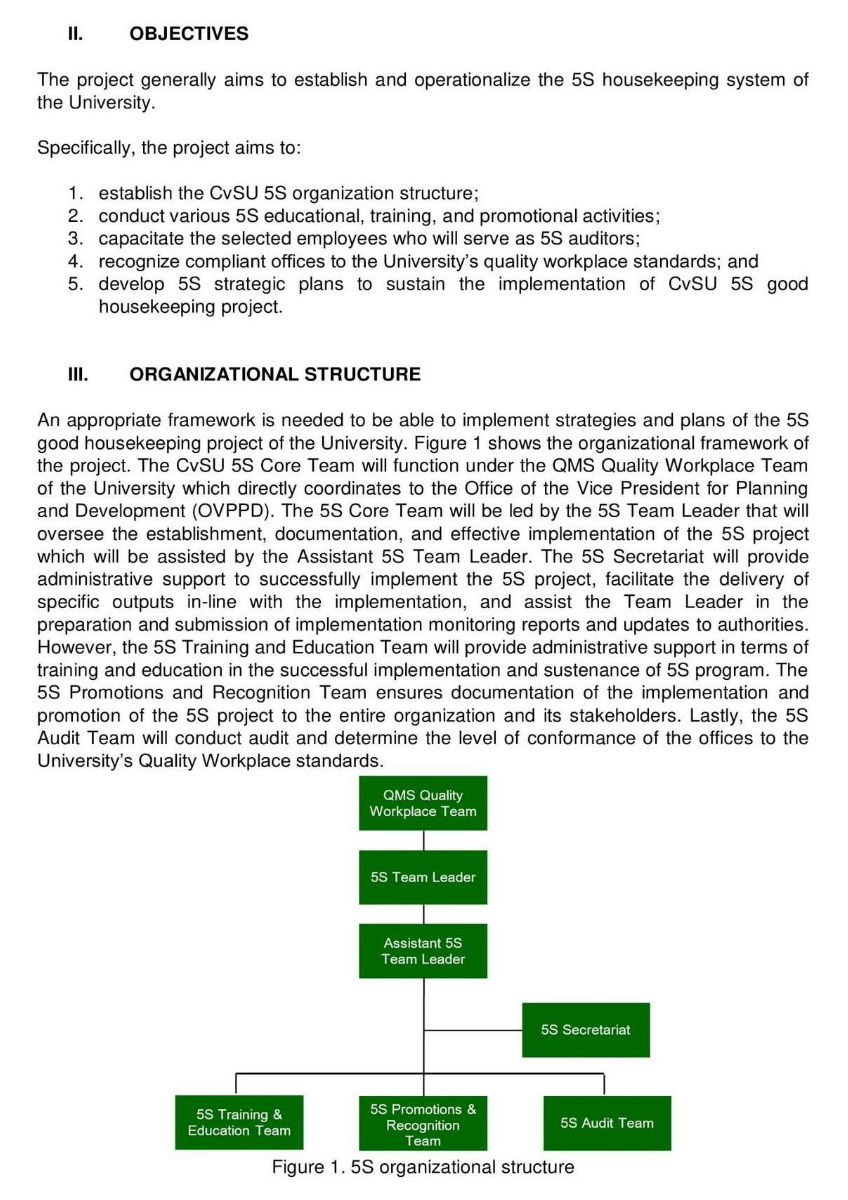 II. OBJECTIVES
The project generally aims to establish and operationalize the 5S housekeeping system of
the University.
Specifically, the project aims to:
1. establish the CvSU 5S organization structure;
2. conduct various 5S educational, training, and promotional activities;
3. capacitate the selected employees who will serve as 5S auditors;
4. recognize compliant offices to the University's quality workplace standards; and
5. develop 5S strategic plans to sustain the implementation of CvSU 5S good
housekeeping project.
III. ORGANIZATIONAL STRUCTURE
An appropriate framework is needed to be able to implement strategies and plans of the 5S
good housekeeping project of the University. Figure 1 shows the organizational framework of
the project. The CvSU 5S Core Team will function under the QMS Quality Workplace Team
of the University which directly coordinates to the Office of the Vice President for Planning
and Development (OVPPD). The 5S Core Team will be led by the 5S Team Leader that will
oversee the establishment, documentation, and effective implementation of the 5S project
which will be assisted by the Assistant 5S Team Leader. The 5S Secretariat will provide
administrative support to successfully implement the 5S project, facilitate the delivery of
specific outputs in-line with the implementation, and assist the Team Leader in the
preparation and submission of implementation monitoring reports and updates to authorities.
However, the 5S Training and Education Team will provide administrative support in terms of
training and education in the successful implementation and sustenance of 5S program. The
5S Promotions and Recognition Team ensures documentation of the implementation and
promotion of the 5S project to the entire organization and its stakeholders. Lastly, the 5S
Audit Team will conduct audit and determine the level of conformance of the offices to the
University's Quality Workplace standards.
QMS Quality
Workplace Team
5S Team Leader
Assistant 5S
Team Leader
5S Secretariat
5S Training &
Education Team
5S Promotions &
Recognition
Team
5S Audit Team
Figure 1. 5S organizational structure